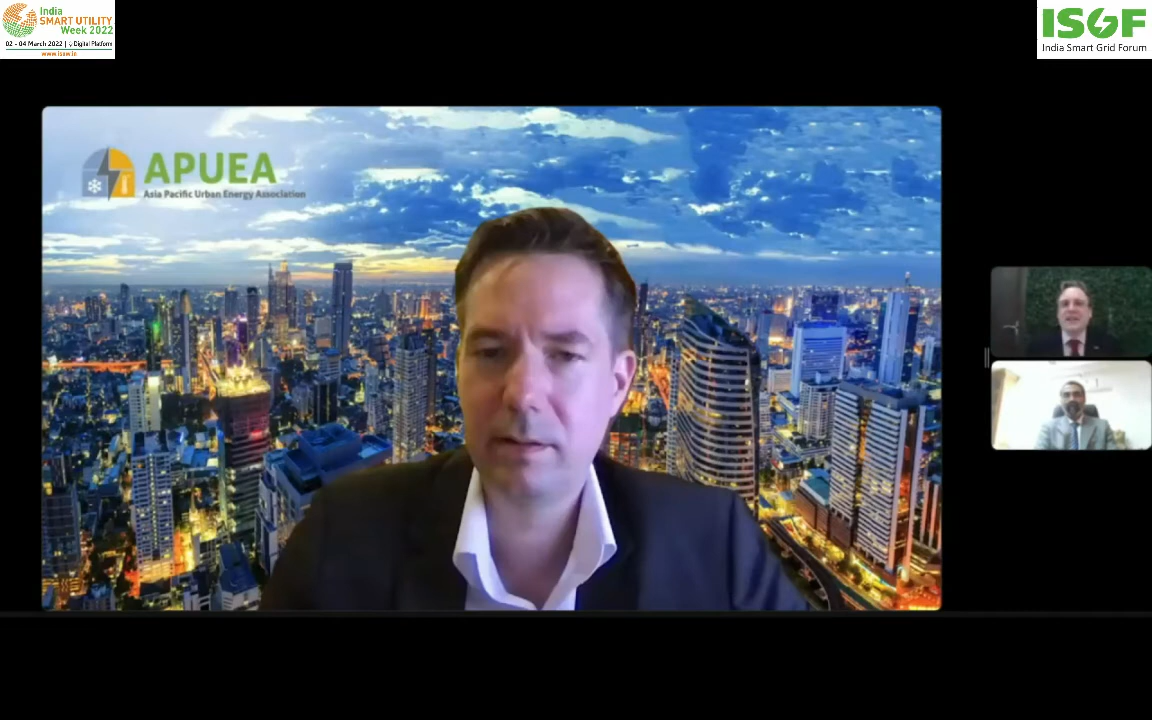 India
SMART UTILITY
Week 2022
02 - 04 March 2022 | Digital Platform
www.isuw.in
ISGF
India Smart Grid Forum
APUEA
Asia Pacific Urban Energy Association